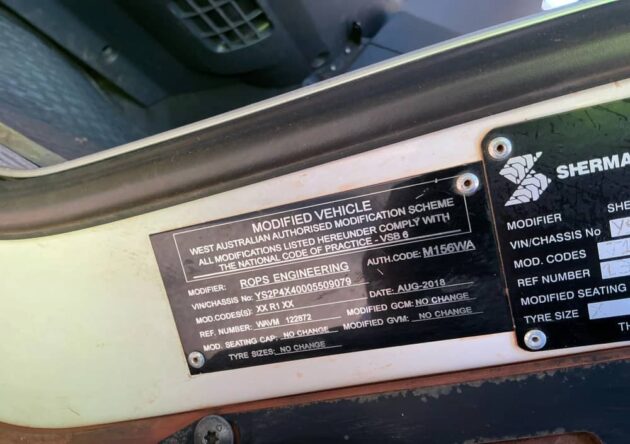 MODIFIED VEHICLE
WEST AUSTRALIAN AUTHORISED MODIFICATION SCHEME
ALL MODIFICATIONS LISTED HEREUNDER COMPLY WITH
THE NATIONAL CODE OF PRACTICE - VSB 6
MODIFIER: ROPS ENGINEERING AUTH.CODE: M156WA
VIN/CHASSIS: YS2P4X40005509079
MOD.CODES(S): XX R1 XX DATE: AUG-2018
REF. NUMBER: WAVM 122872 MODIFIED GCM: NO CHANGE
MOD. SEATING CAP: NO CHANGE MODIFIED GVM: NO CHANGE
TYRE SIZES: NO CHANGE
SHERMA
MODIFIER SHE
VIN/CHASSIS No
MOD. CODES
REF NUMBER
MODIFIED SEATING
TYRE SIZE
TH